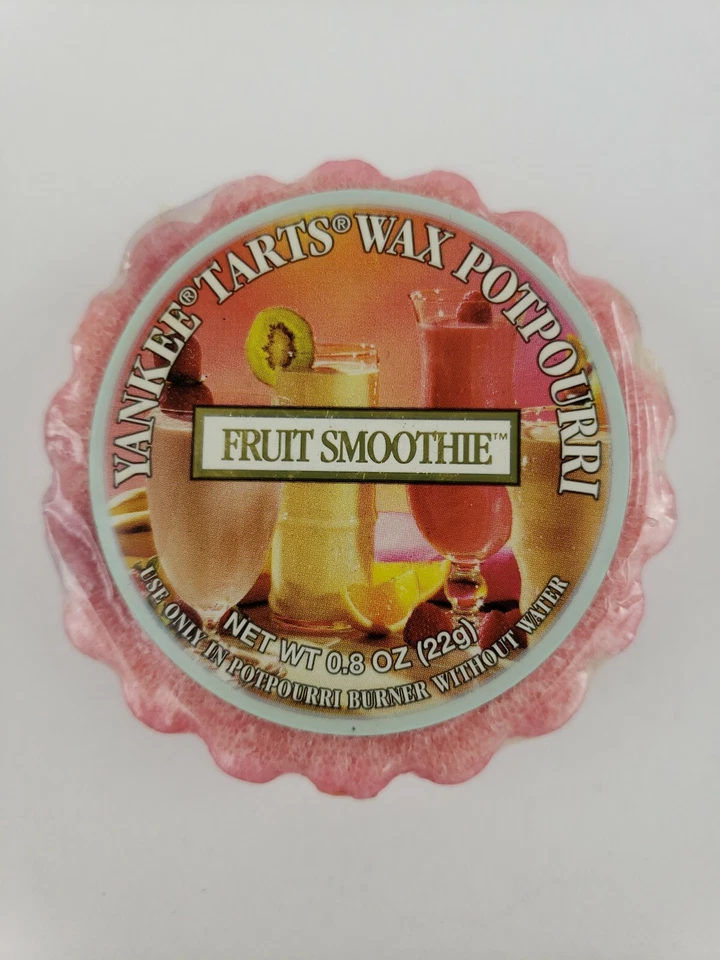 YANKEE® TARTS® WAX POTPOURRI
FRUIT SMOOTHIE™
NET WT 0.8 OZ (22g)
USE ONLY IN POTPOURRI BURNER WITHOUT WATER